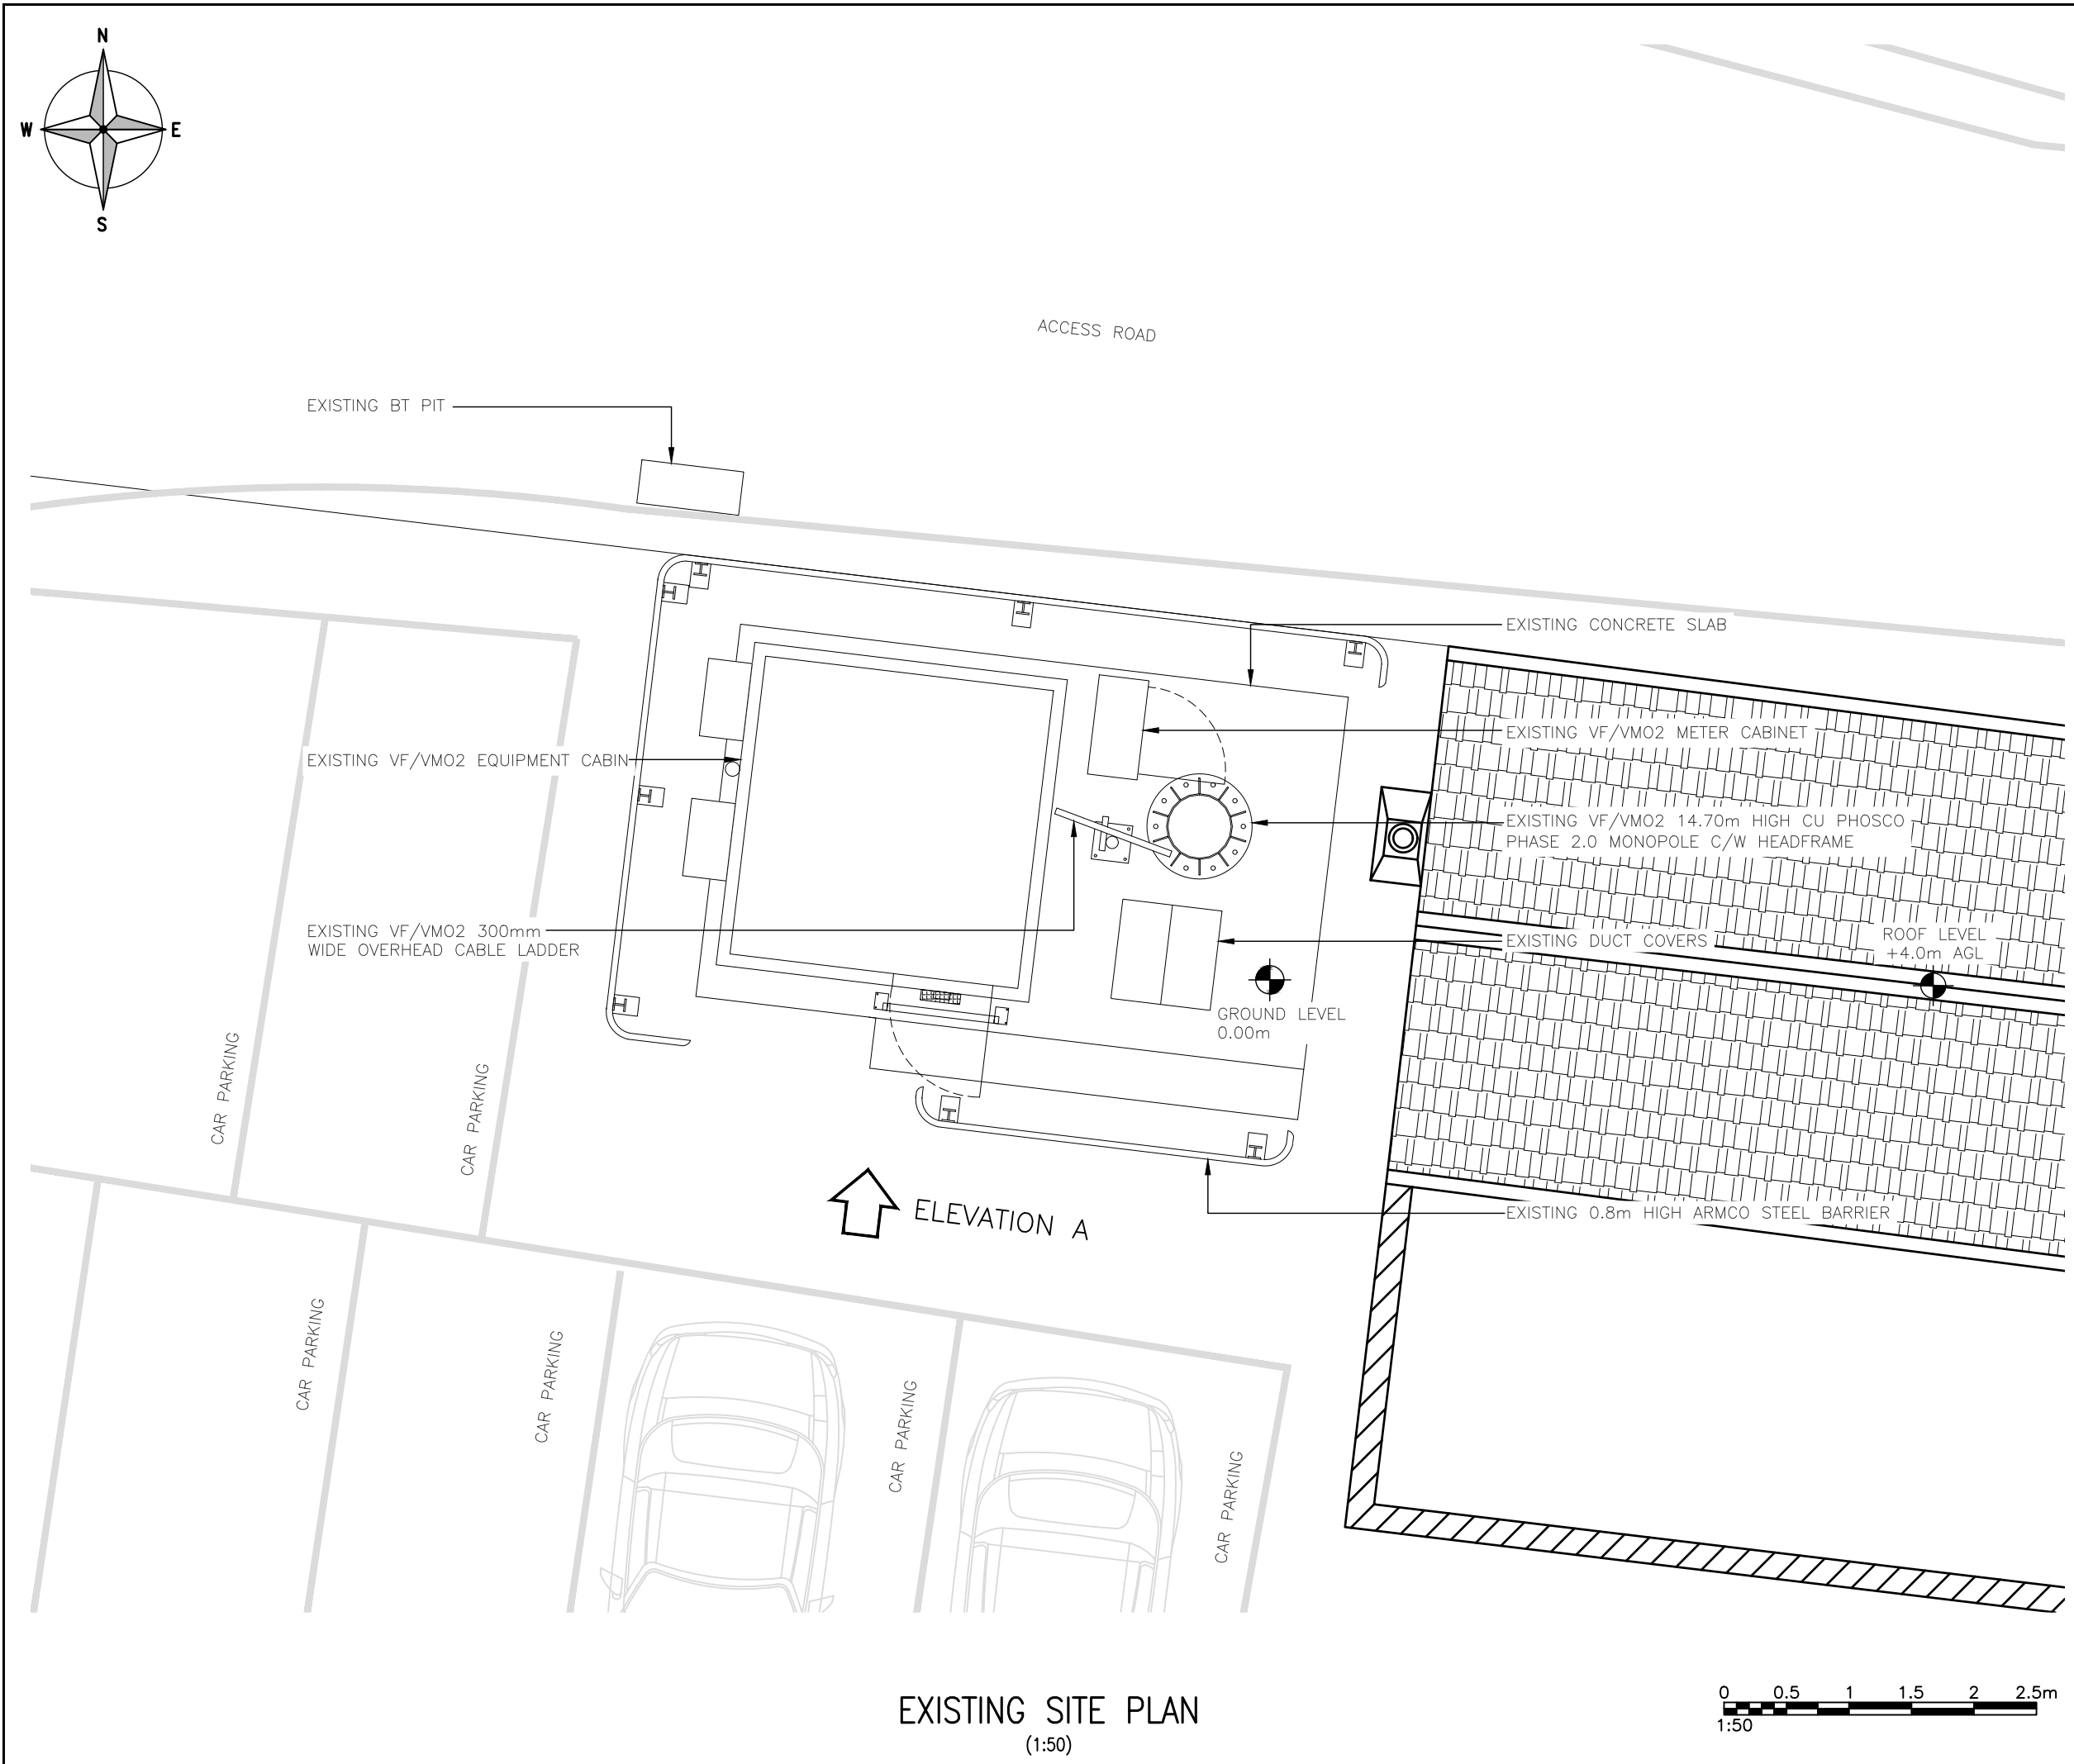 N
W E
S
ACCESS ROAD
EXISTING BT PIT
EXISTING CONCRETE SLAB
EXISTING VF/VMO2 METER CABINET
EXISTING VF/VMO2 EQUIPMENT CABIN
EXISTING VF/VMO2 14.70m HIGH CU PHOSCO
PHASE 2.0 MONOPOLE C/W HEADFRAME
EXISTING VF/VMO2 300mm
WIDE OVERHEAD CABLE LADDER
EXISTING DUCT COVERS
ROOF LEVEL
+4.0m AGL
GROUND LEVEL
0.00m
CAR PARKING
CAR PARKING
EXISTING 0.8m HIGH ARMCO STEEL BARRIER
ELEVATION A
CAR PARKING
CAR PARKING
CAR PARKING
CAR PARKING
EXISTING SITE PLAN
(1:50)
0 0.5 1 1.5 2 2.5m
1:50